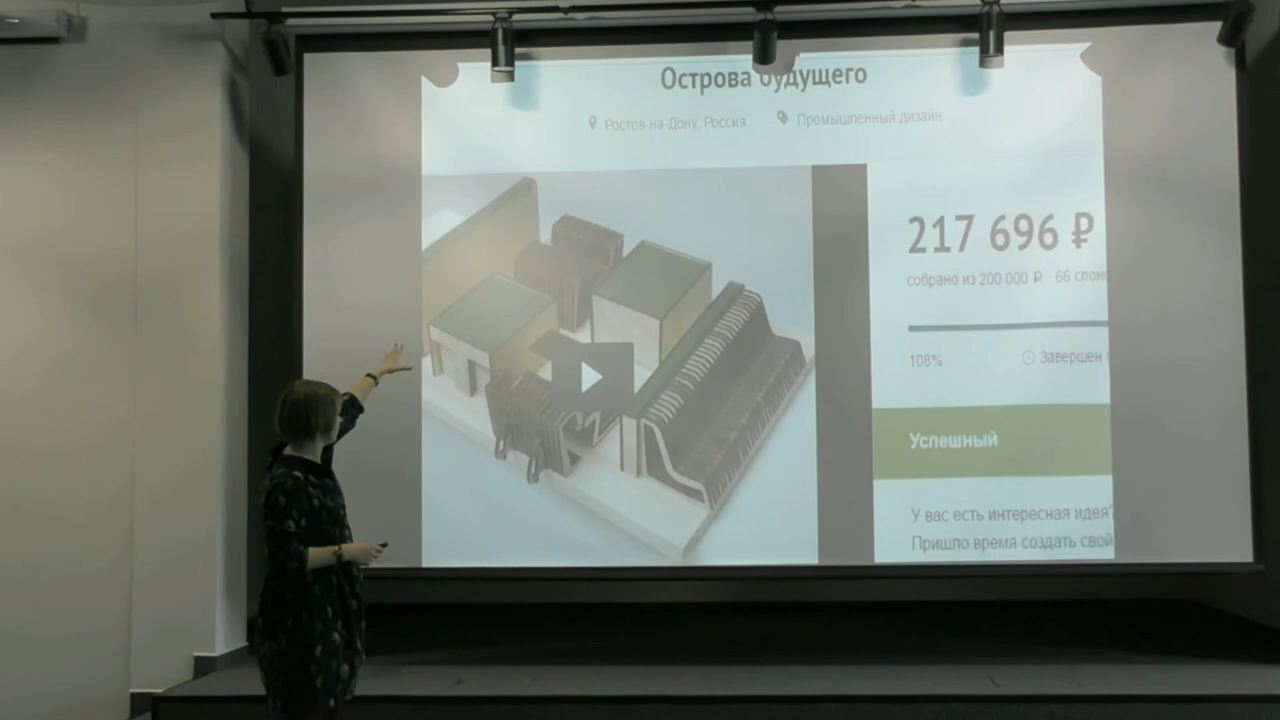 Острова будущего
Ростов-на-Дону, Россия Промышленный дизайн
217 696 ₽
собрано из 200 000 ₽ 66 спон
108% Завершен
Успешный
У вас есть интересная идея?
Пришло время создать свой